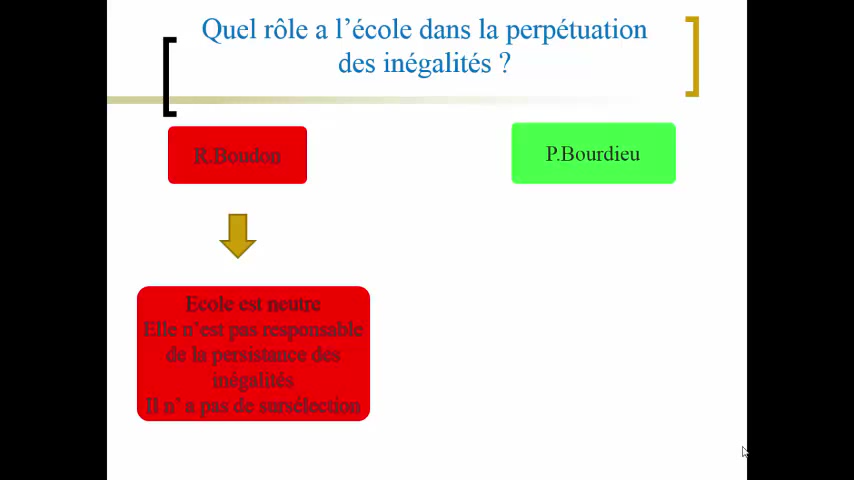 Quel rôle a l’école dans la perpétuation
des inégalités ?
R.Boudon
P.Bourdieu
Ecole est neutre
Elle n’est pas responsable
de la persistance des
inégalités
Il n’ a pas de sursélection